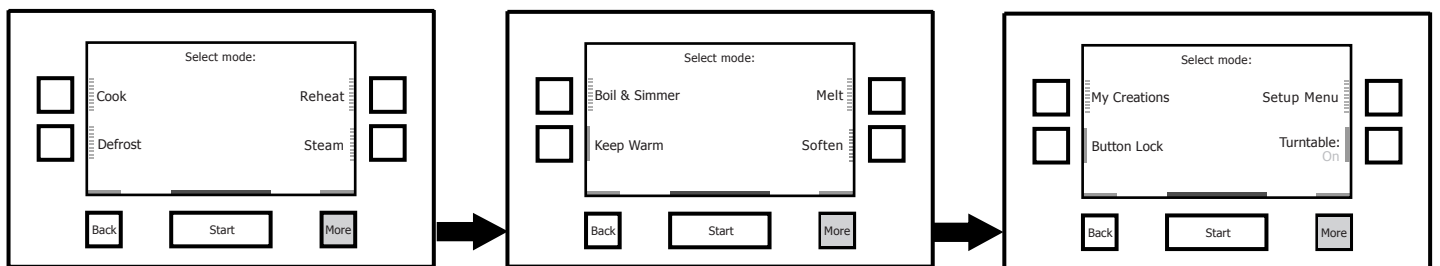 Select mode:
Cook Reheat
Defrost Steam
Back Start More
Select mode:
Boil & Simmer Melt
Keep Warm Soften
Back Start More
Select mode:
My Creations Setup Menu
Button Lock Turntable:
On
Back Start More